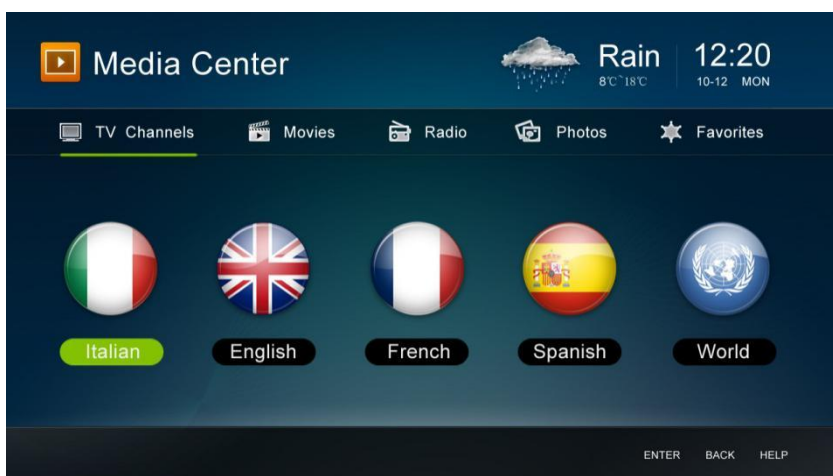 Media Center
Rain
8℃~18℃
12:20
10-12 MON
TV Channels
Movies
Radio
Photos
Favorites
Italian
English
French
Spanish
World
ENTER BACK HELP